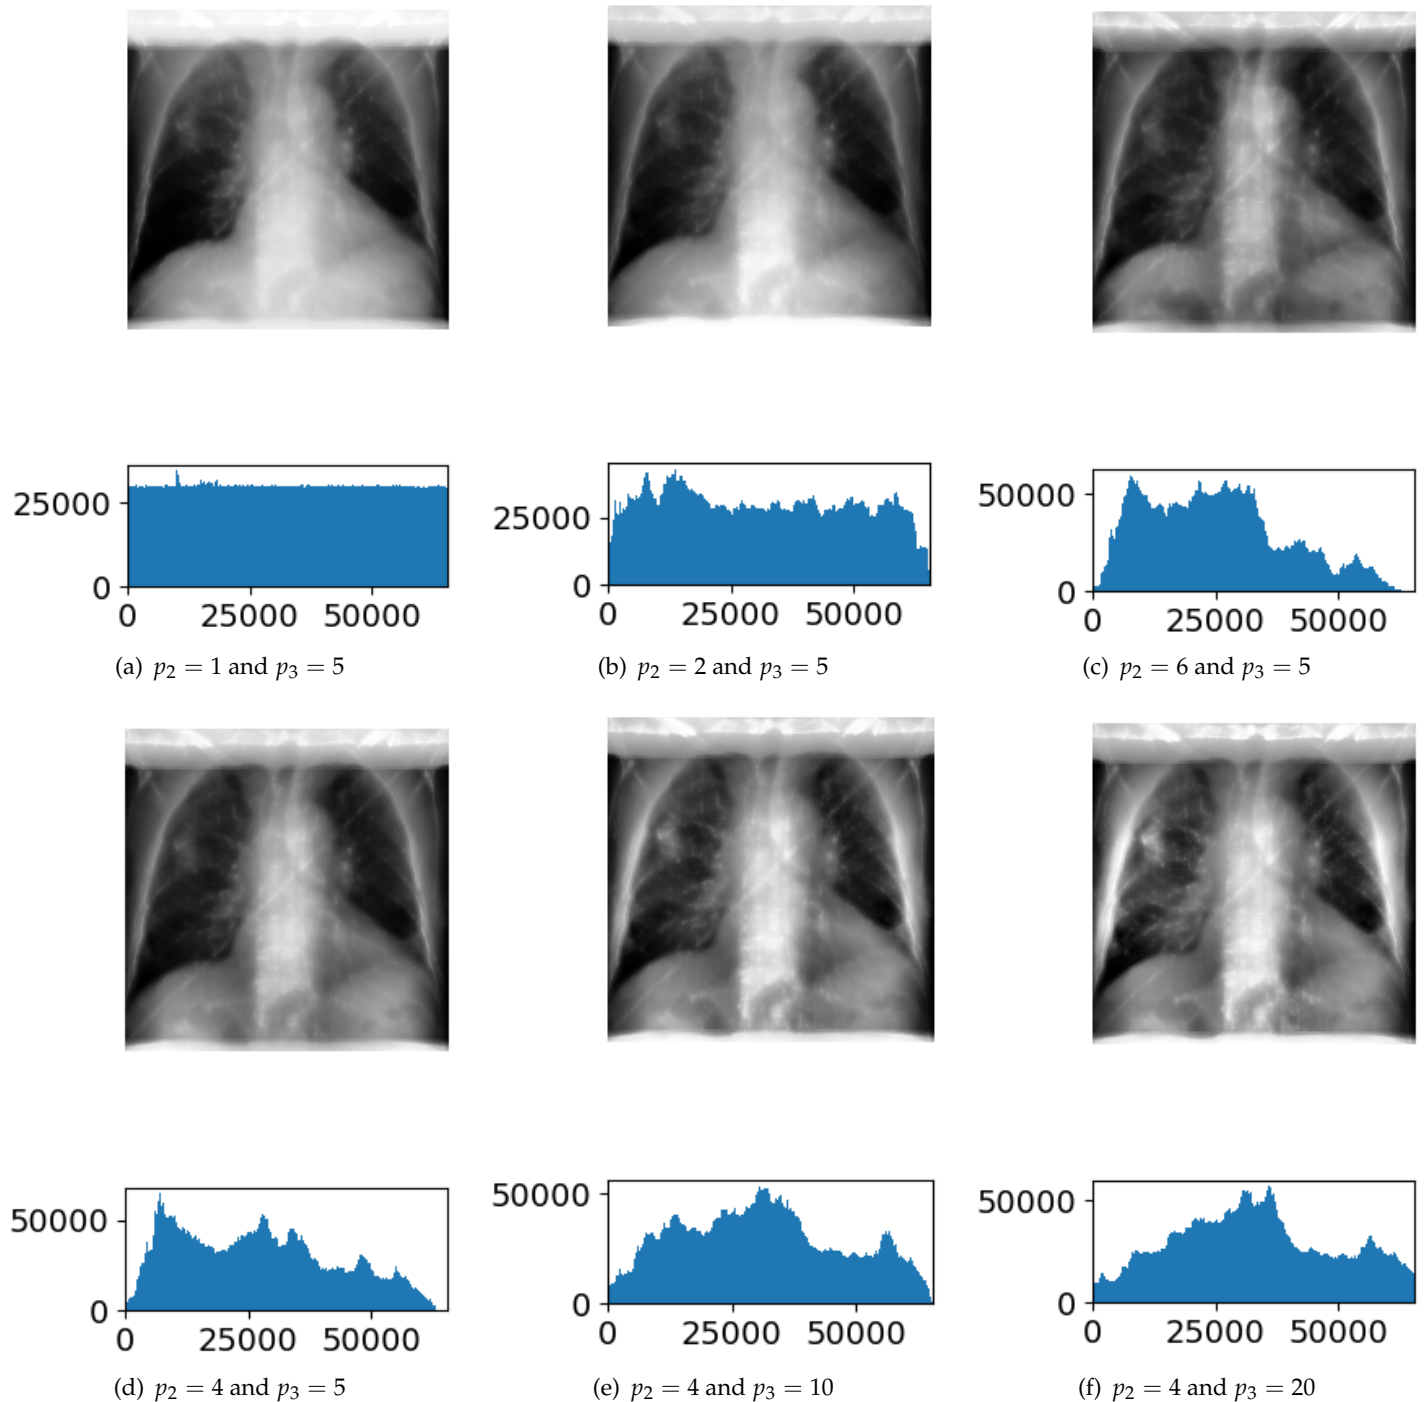 25000
0
0 25000 50000
25000
0
0 25000 50000
50000
0
0 25000 50000
(a) p₂ = 1 and p₃ = 5
(b) p₂ = 2 and p₃ = 5
(c) p₂ = 6 and p₃ = 5
50000
0
0 25000 50000
50000
0
0 25000 50000
50000
0
0 25000 50000
(d) p₂ = 4 and p₃ = 5
(e) p₂ = 4 and p₃ = 10
(f) p₂ = 4 and p₃ = 20